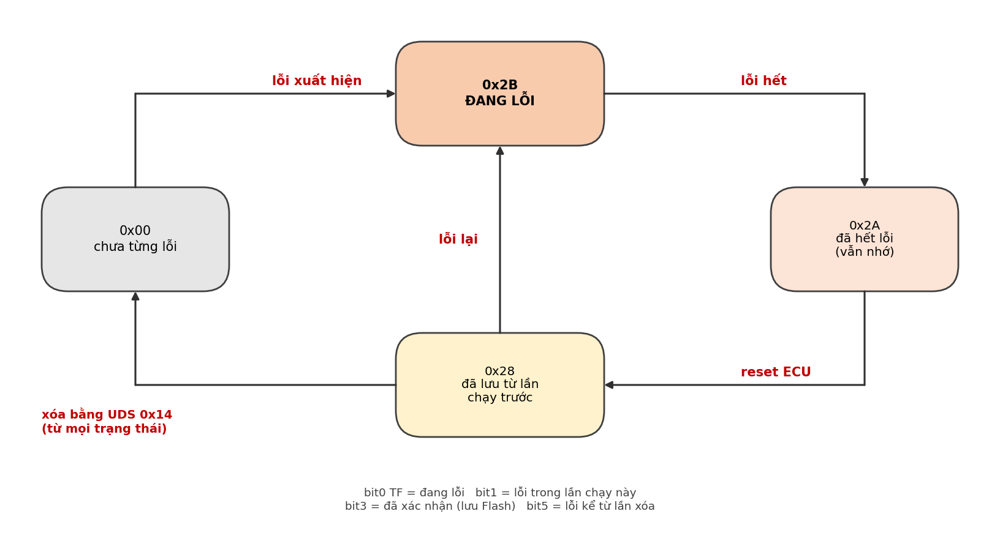 lỗi xuất hiện
0x2B
ĐANG LỖI
lỗi hết
0x00
chưa từng lỗi
lỗi lại
0x2A
đã hết lỗi
(vẫn nhớ)
0x28
đã lưu từ lần
chạy trước
reset ECU
xóa bằng UDS 0x14
(từ mọi trạng thái)
bit0 TF = đang lỗi   bit1 = lỗi trong lần chạy này
bit3 = đã xác nhận (lưu Flash)   bit5 = lỗi kể từ lần xóa